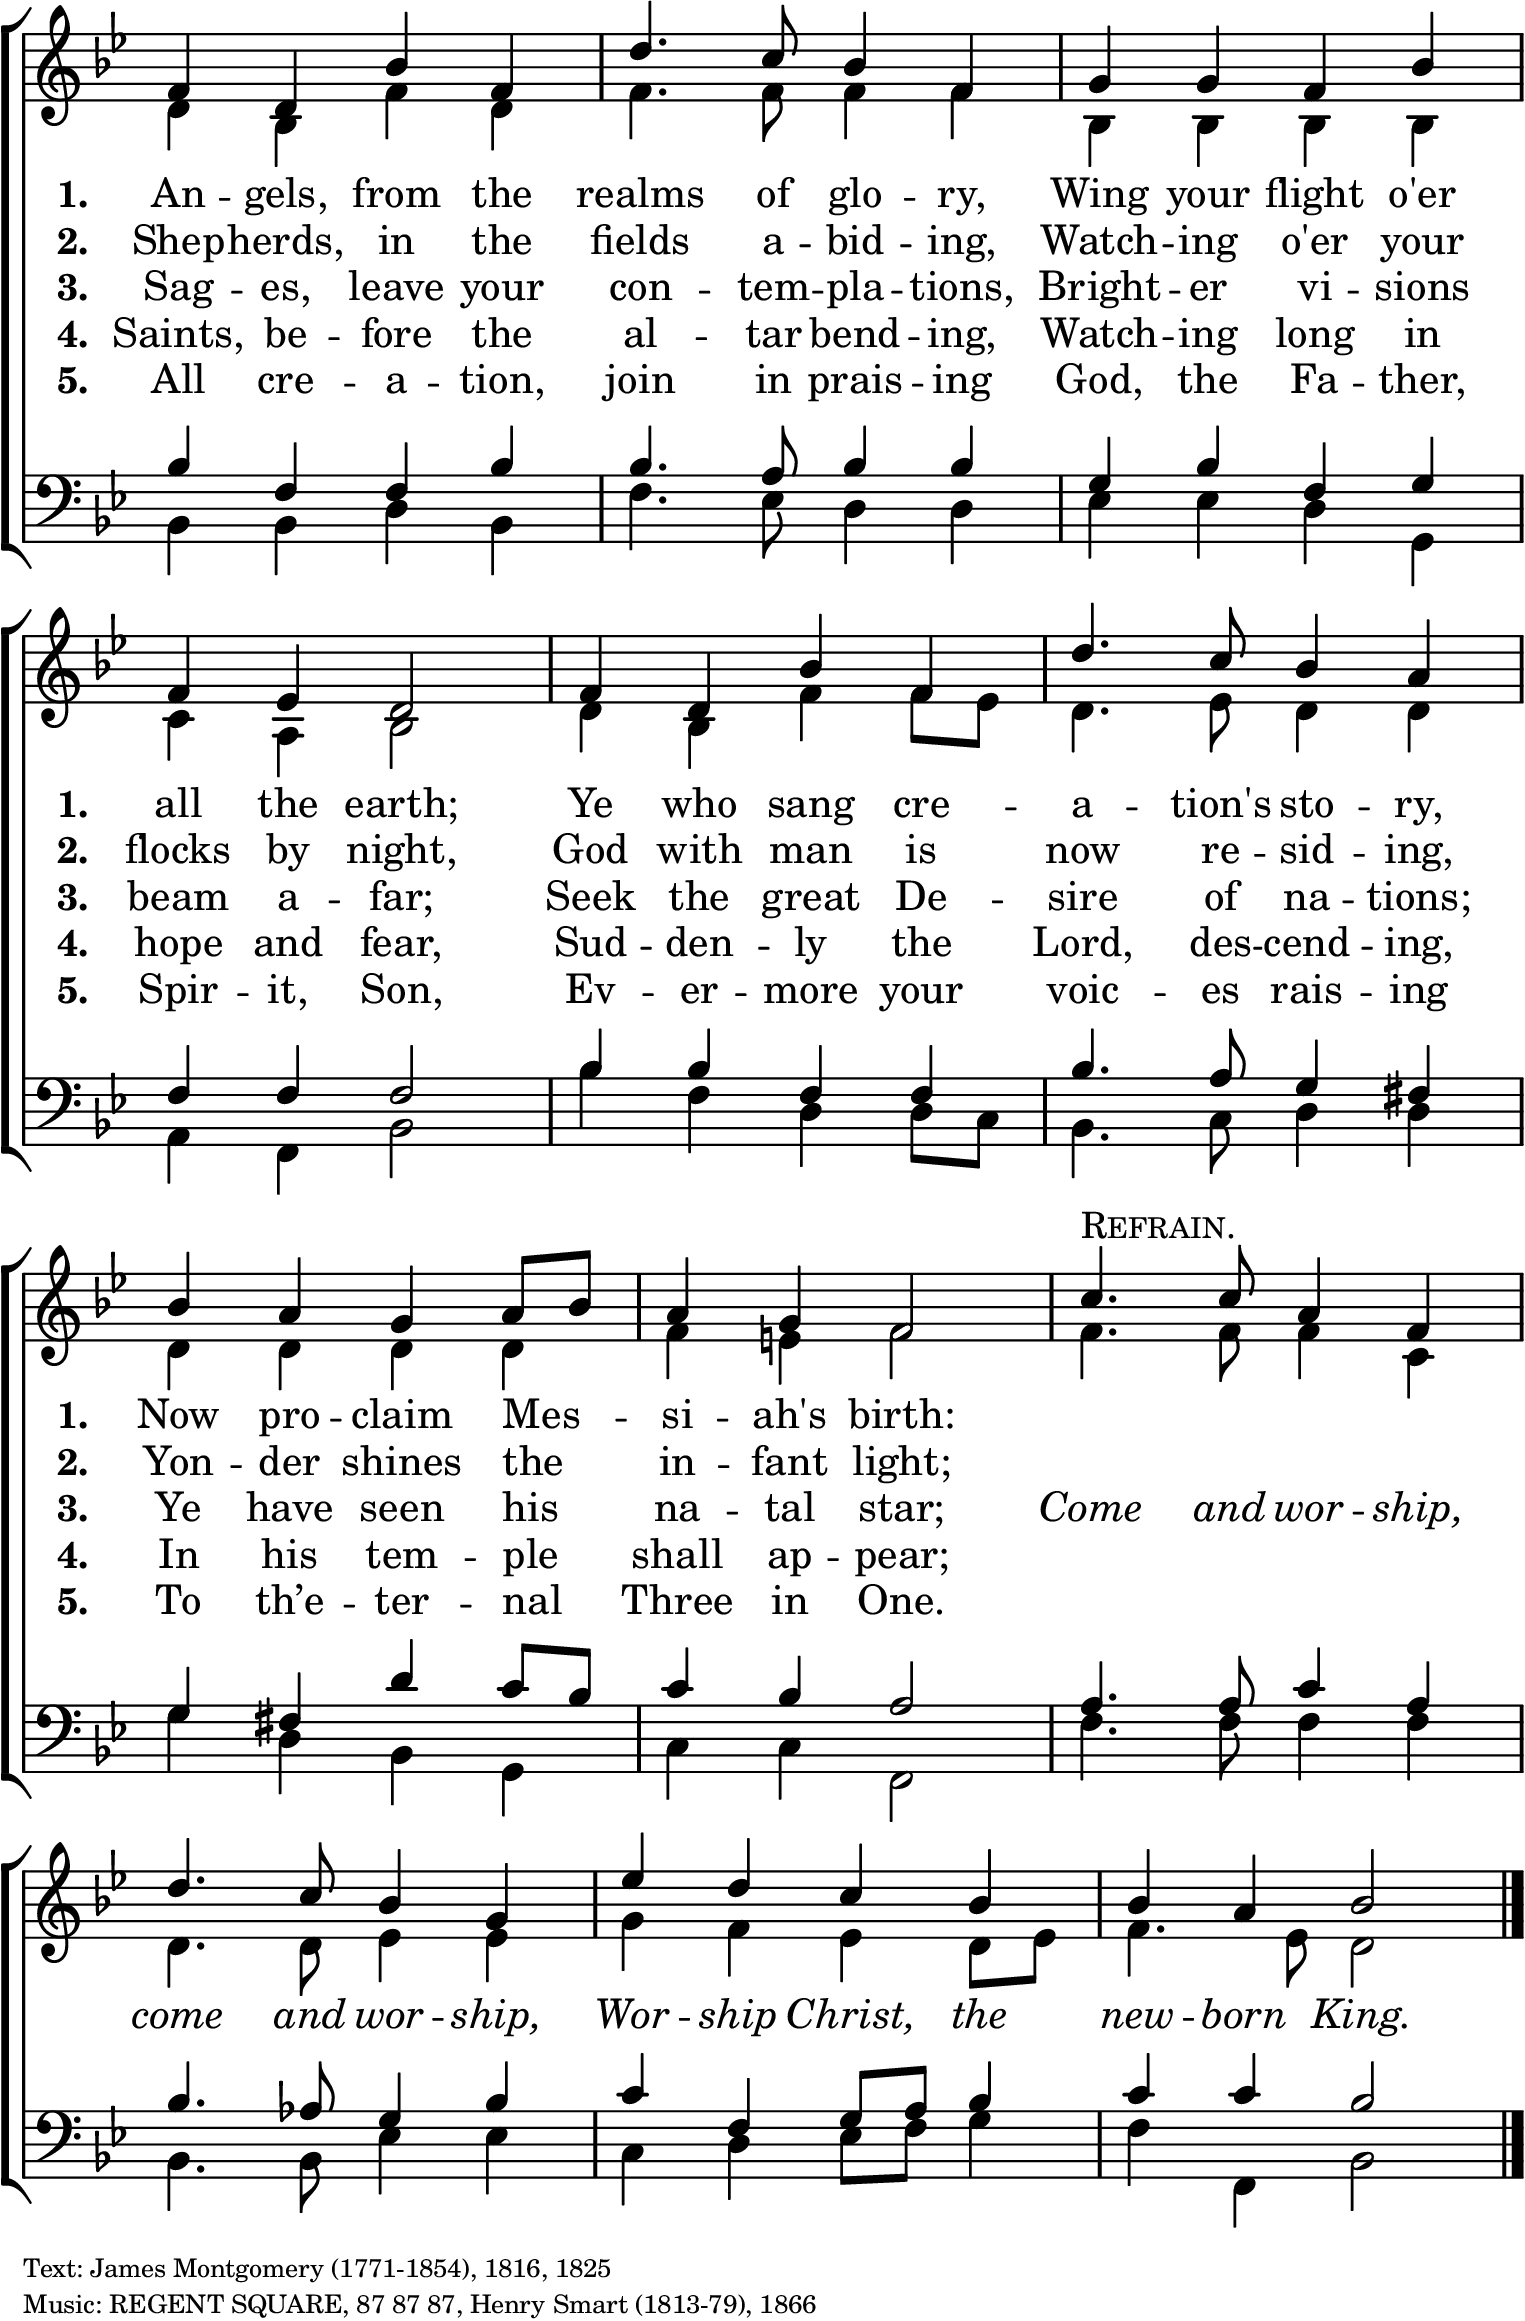 1. An -- gels, from the realms of glo -- ry, Wing your flight o'er
2. Shep -- herds, in the fields a -- bid -- ing, Watch -- ing o'er your
3. Sag -- es, leave your con -- tem -- pla -- tions, Bright -- er vi -- sions
4. Saints, be -- fore the al -- tar bend -- ing, Watch -- ing long in
5. All cre -- a -- tion, join in prais -- ing God, the Fa -- ther,
1. all the earth; Ye who sang cre -- a -- tion's sto -- ry,
2. flocks by night, God with man is now re -- sid -- ing,
3. beam a -- far; Seek the great De -- sire of na -- tions;
4. hope and fear, Sud -- den -- ly the Lord, des -- cend -- ing,
5. Spir -- it, Son, Ev -- er -- more your voic -- es rais -- ing
REFRAIN.
1. Now pro -- claim Mes -- si -- ah's birth:
2. Yon -- der shines the in -- fant light;
3. Ye have seen his na -- tal star; Come and wor -- ship,
4. In his tem -- ple shall ap -- pear;
5. To th’e -- ter -- nal Three in One.
come and wor -- ship, Wor -- ship Christ, the new -- born King.
Text: James Montgomery (1771-1854), 1816, 1825
Music: REGENT SQUARE, 87 87 87, Henry Smart (1813-79), 1866